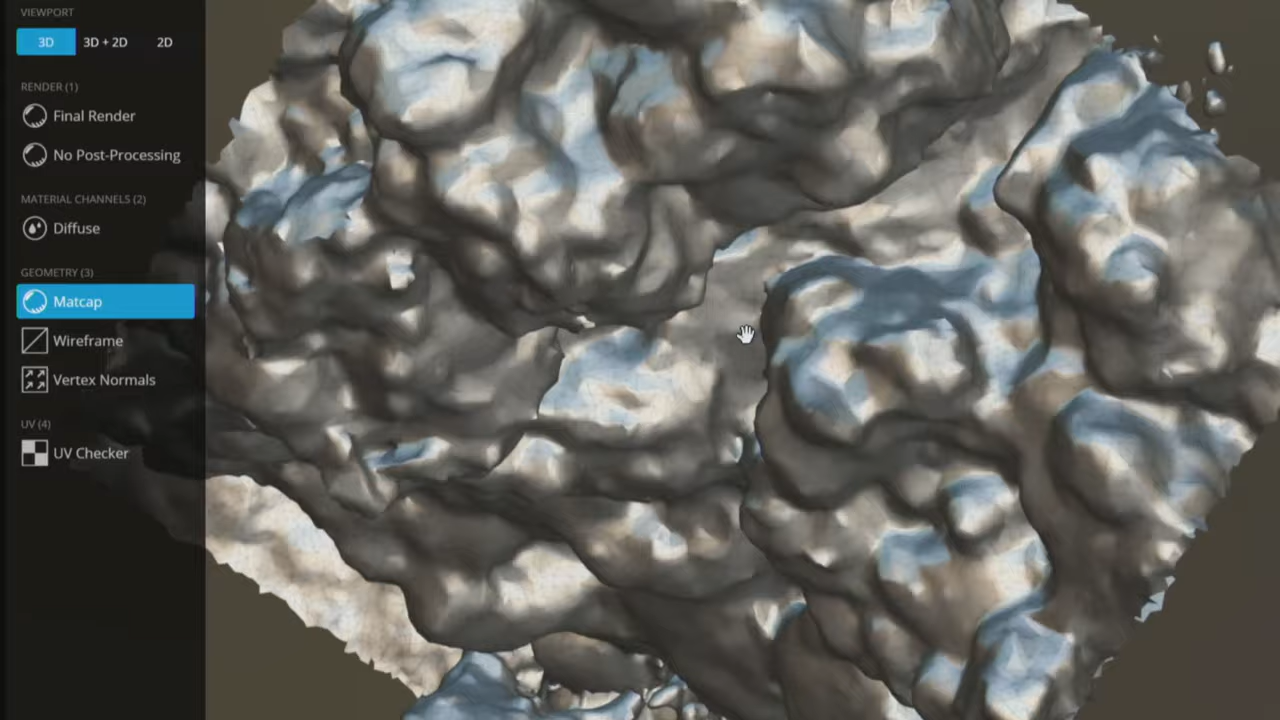 VIEWPORT
3D 3D + 2D 2D
RENDER (1)
Final Render
No Post-Processing
MATERIAL CHANNELS (2)
Diffuse
GEOMETRY (3)
Matcap
Wireframe
Vertex Normals
UV (4)
UV Checker